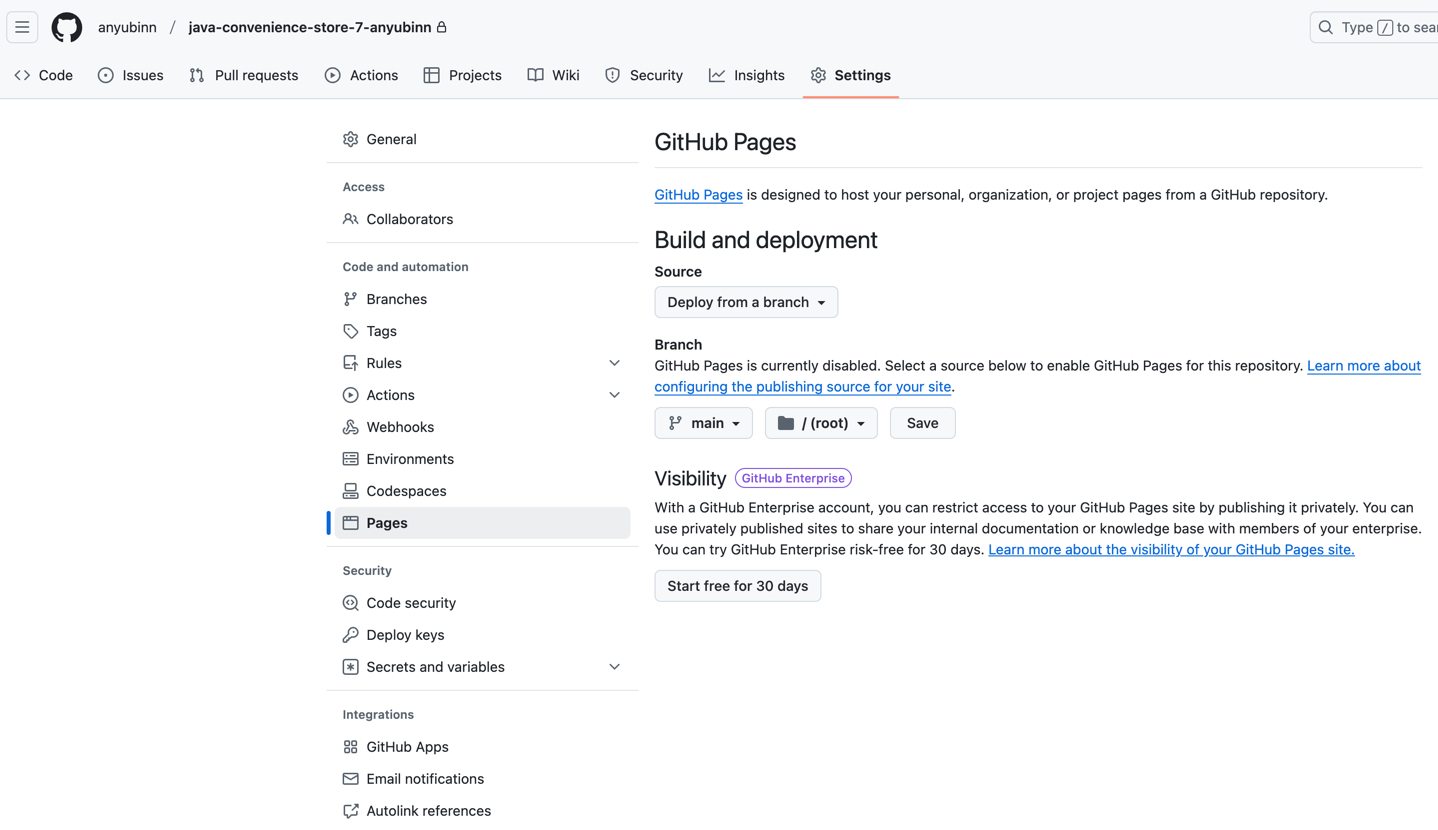 anyubinn / java-convenience-store-7-anyubinn
Type / to sear
Code Issues Pull requests Actions Projects Wiki Security Insights Settings
General
Access
Collaborators
Code and automation
Branches
Tags
Rules
Actions
Webhooks
Environments
Codespaces
Pages
Security
Code security
Deploy keys
Secrets and variables
Integrations
GitHub Apps
Email notifications
Autolink references
GitHub Pages
GitHub Pages is designed to host your personal, organization, or project pages from a GitHub repository.
Build and deployment
Source
Deploy from a branch
Branch
GitHub Pages is currently disabled. Select a source below to enable GitHub Pages for this repository. Learn more about
configuring the publishing source for your site.
main / (root) Save
Visibility GitHub Enterprise
With a GitHub Enterprise account, you can restrict access to your GitHub Pages site by publishing it privately. You can
use privately published sites to share your internal documentation or knowledge base with members of your enterprise.
You can try GitHub Enterprise risk-free for 30 days. Learn more about the visibility of your GitHub Pages site.
Start free for 30 days